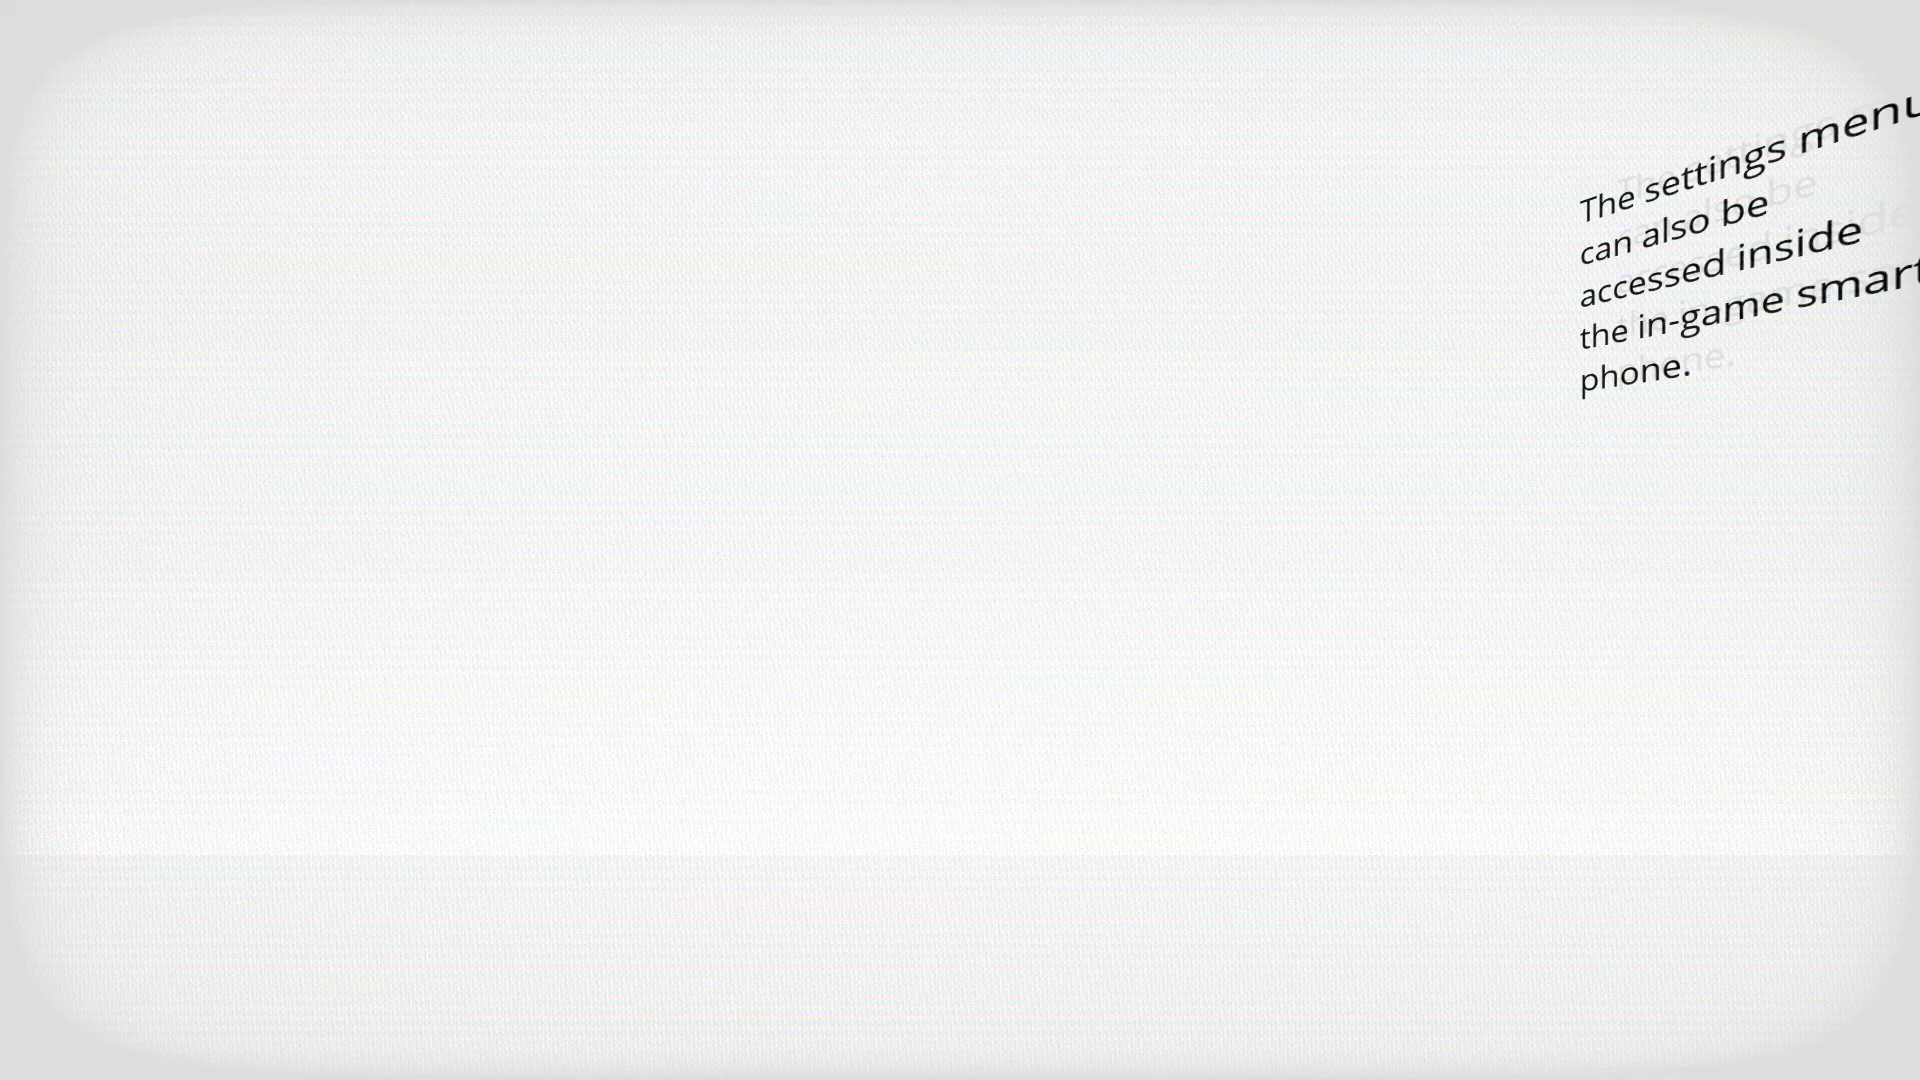 The settings menu
can also be
accessed inside
the in-game smart
phone.